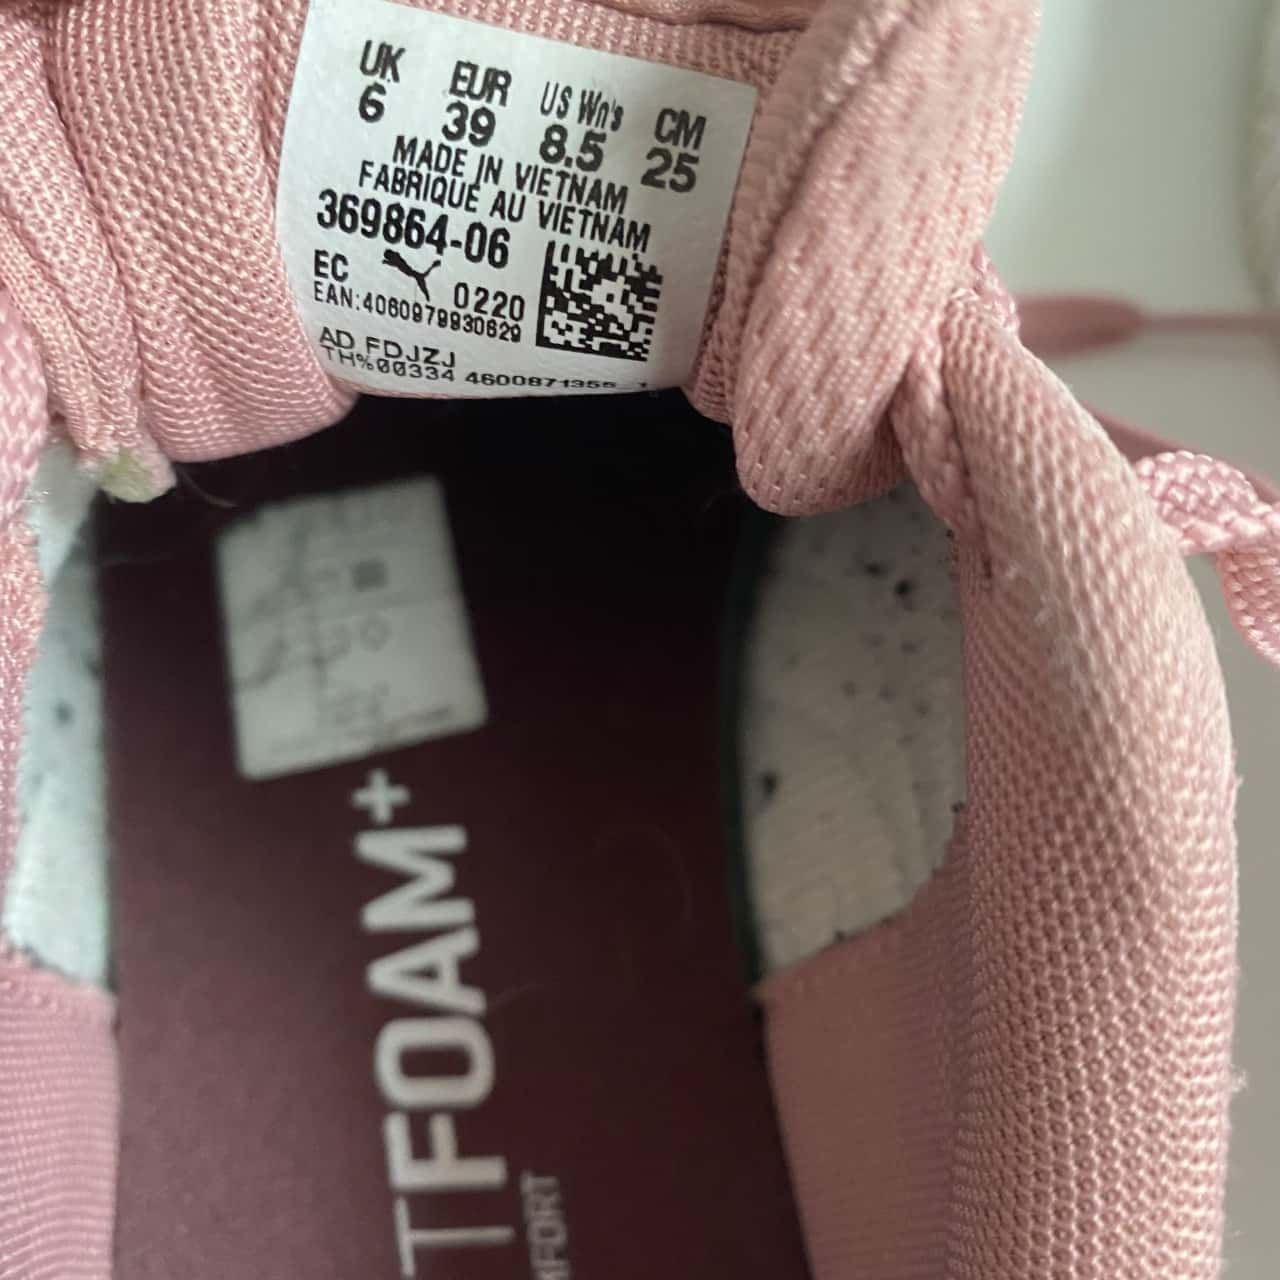 UK EUR US Wn's CM
6 39 8.5 25
MADE IN VIETNAM
FABRIQUE AU VIETNAM
369864-06
EC 0220
EAN:4060979930629
AD FDJZJ
TH%00334 4600871355
TFOAM+
MFORT